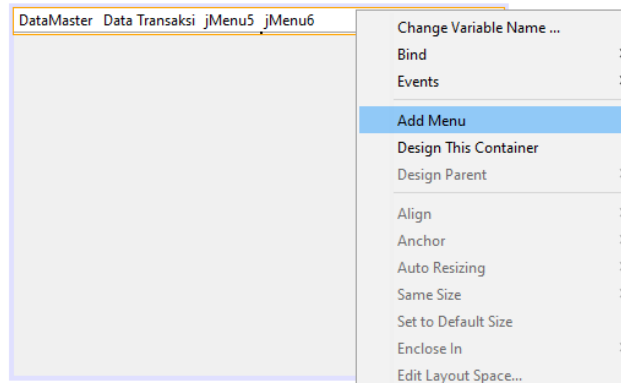 DataMaster Data Transaksi jMenu5 jMenu6
Change Variable Name ...
Bind
Events
Add Menu
Design This Container
Design Parent
Align
Anchor
Auto Resizing
Same Size
Set to Default Size
Enclose In
Edit Layout Space...